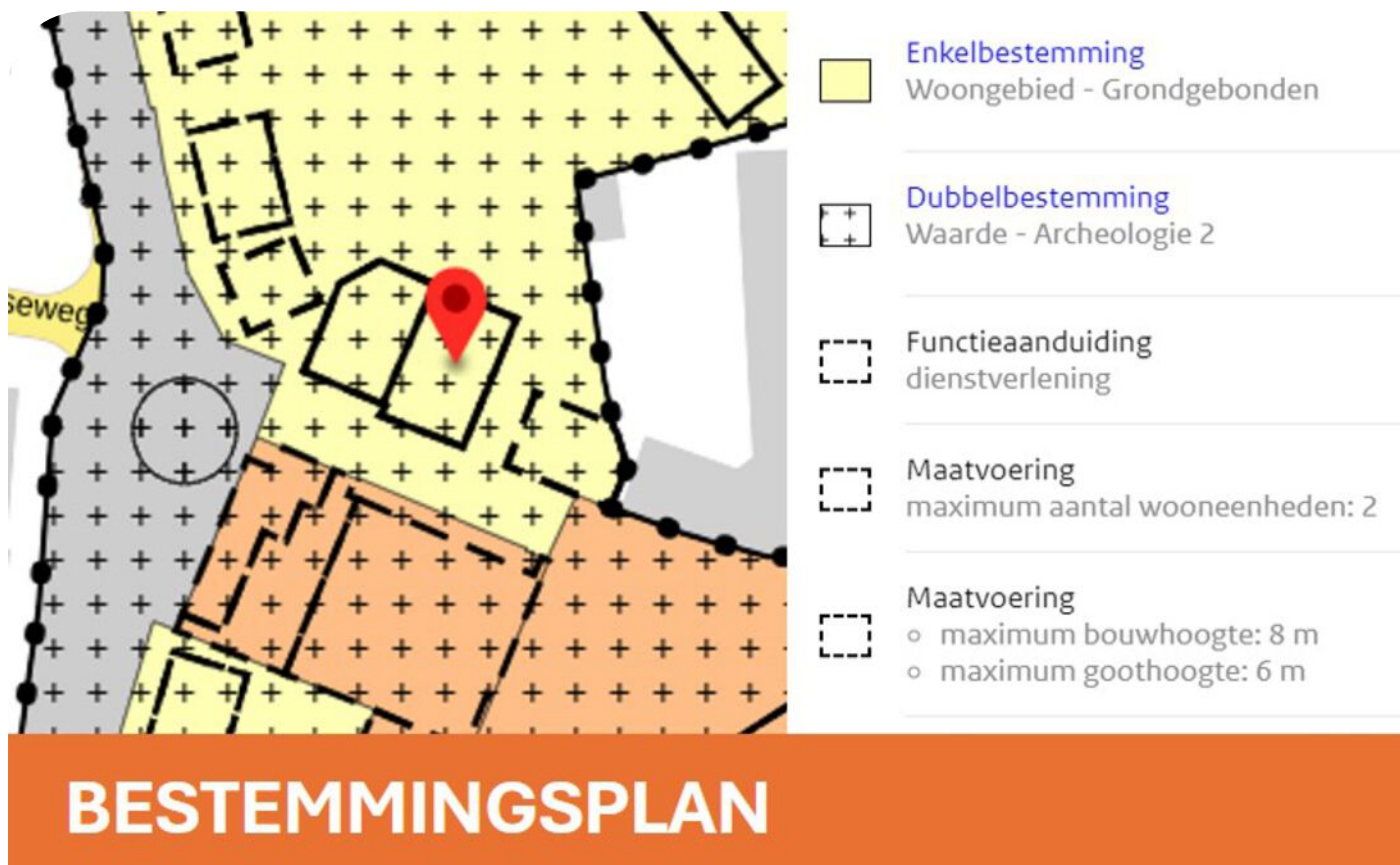 Enkelbestemming
Woongebied - Grondgebonden
Dubbelbestemming
Waarde - Archeologie 2
Functieaanduiding
dienstverlening
Maatvoering
maximum aantal wooneenheden: 2
Maatvoering
maximum bouwhoogte: 8 m
maximum goothoogte: 6 m
seweg
BESTEMMINGSPLAN